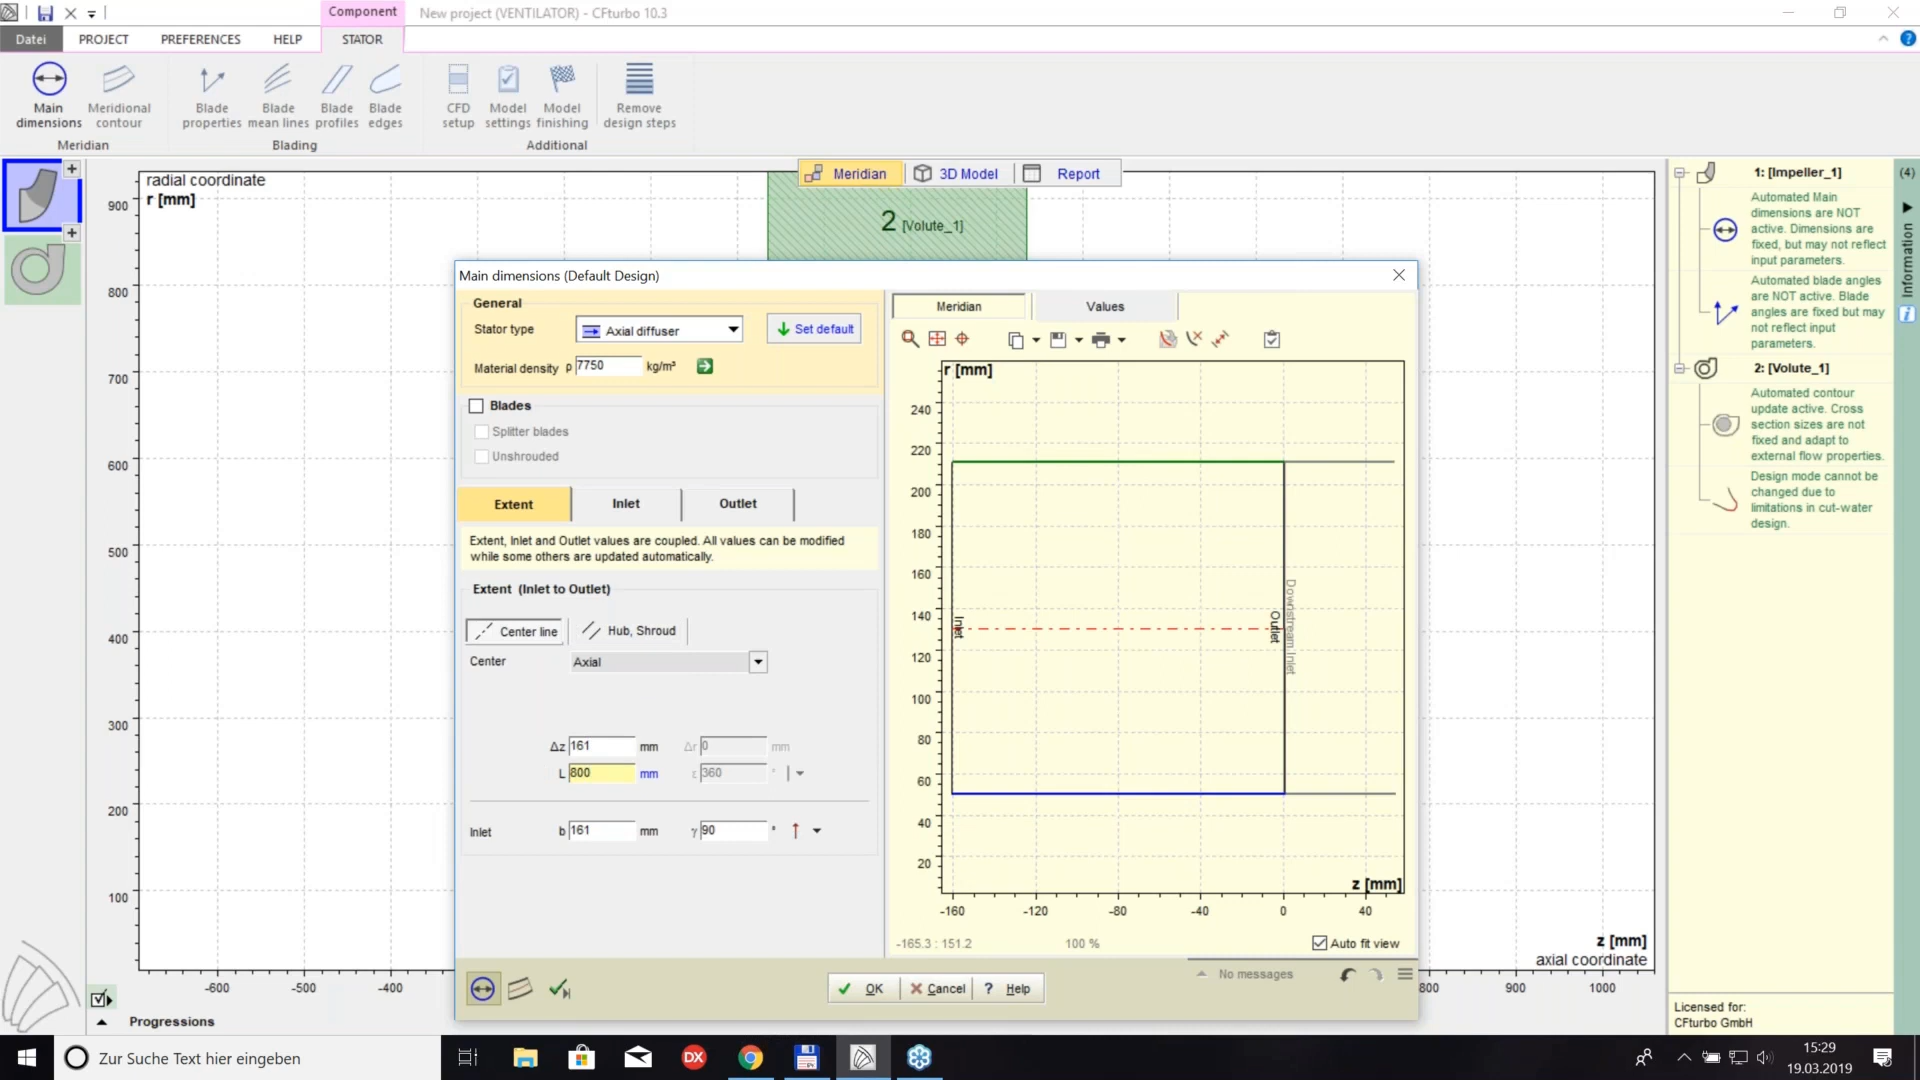 Component
New project (VENTILATOR) - CFturbo 10.3
Datei
PROJECT
PREFERENCES
HELP
STATOR
Main
dimensions
Meridional
contour
Blade
properties
Blade
mean lines
Blade
profiles
Blade
edges
CFD
setup
Model
settings
Model
finishing
Remove
design steps
Meridian
Blading
Additional
radial coordinate
r [mm]
900
800
700
600
500
400
300
200
100
-600
-500
-400
800
900
1000
z [mm]
axial coordinate
Meridian
3D Model
Report
2 [Volute_1]
Main dimensions (Default Design)
General
Stator type
Axial diffuser
Set default
Material density ρ
7750
kg/m³
Blades
Splitter blades
Unshrouded
Extent
Inlet
Outlet
Extent, Inlet and Outlet values are coupled. All values can be modified
while some others are updated automatically.
Extent (Inlet to Outlet)
Center line
Hub, Shroud
Center
Axial
Δz 161 mm
Δr 0 mm
L 800 mm
ε 360 °
Inlet
b 161 mm
γ 90 °
Meridian
Values
r [mm]
240
220
200
180
160
140
120
100
80
60
40
20
Inlet
Outlet
Downstream Inlet
z [mm]
-160
-120
-80
-40
0
40
-165.3 : 151.2
100 %
Auto fit view
No messages
OK
Cancel
? Help
1: [Impeller_1]
Automated Main
dimensions are NOT
active. Dimensions are
fixed, but may not reflect
input parameters.
Automated blade angles
are NOT active. Blade
angles are fixed but may
not reflect input
parameters.
2: [Volute_1]
Automated contour
update active. Cross
section sizes are not
fixed and adapt to
external flow properties.
Design mode cannot be
changed due to
limitations in cut-water
design.
(4)
Information
Licensed for:
CFturbo GmbH
Progressions
Zur Suche Text hier eingeben
DX
15:29
19.03.2019